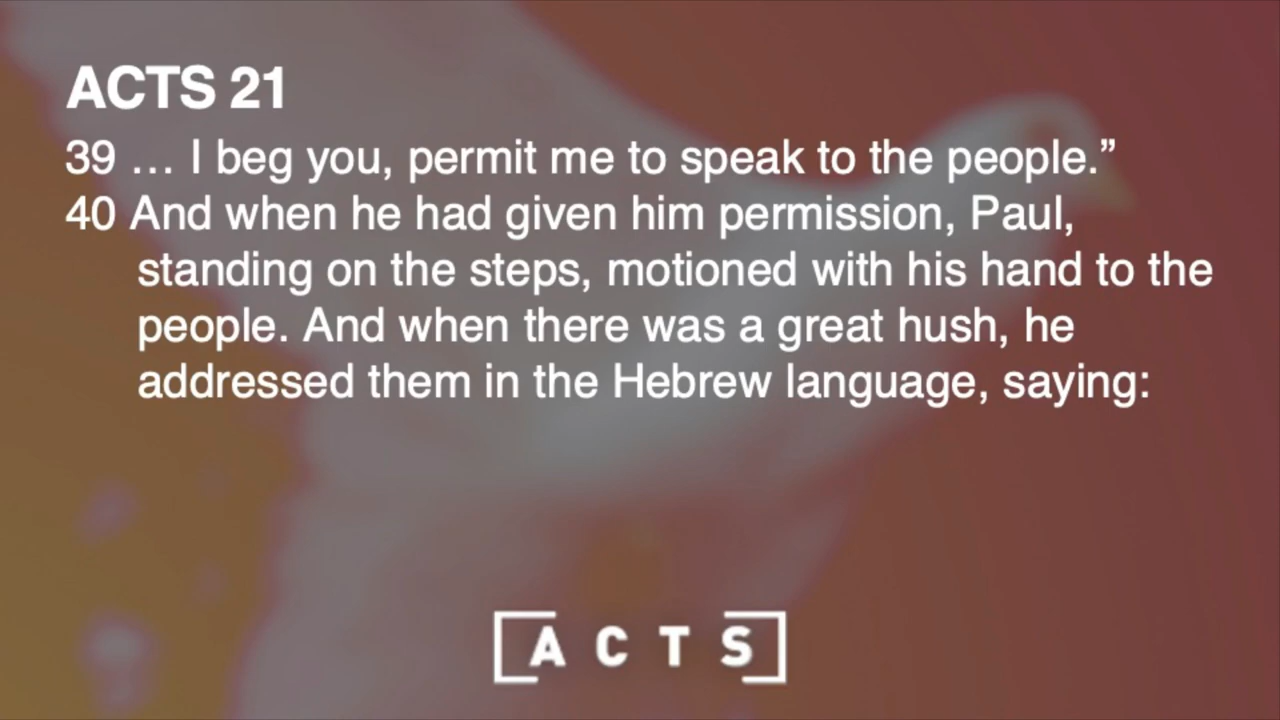 ACTS 21
39 … I beg you, permit me to speak to the people.”
40 And when he had given him permission, Paul,
standing on the steps, motioned with his hand to the
people. And when there was a great hush, he
addressed them in the Hebrew language, saying:
[ACTS]